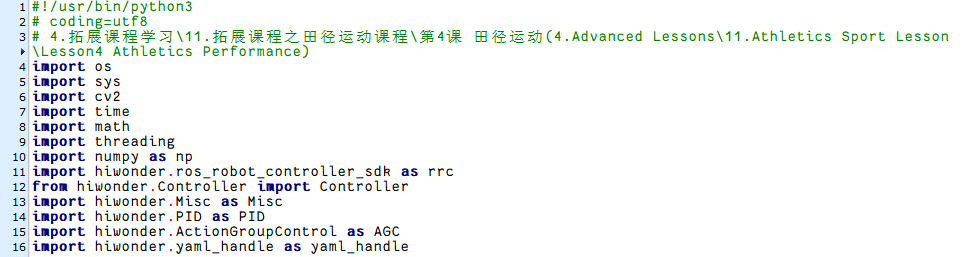 1 #!/usr/bin/python3
2 # coding=utf8
3 # 4.拓展课程学习\11.拓展课程之田径运动课程\第4课 田径运动(4.Advanced Lessons\11.Athletics Sport Lesson
\Lesson4 Athletics Performance)
4 import os
5 import sys
6 import cv2
7 import time
8 import math
9 import threading
10 import numpy as np
11 import hiwonder.ros_robot_controller_sdk as rrc
12 from hiwonder.Controller import Controller
13 import hiwonder.Misc as Misc
14 import hiwonder.PID as PID
15 import hiwonder.ActionGroupControl as AGC
16 import hiwonder.yaml_handle as yaml_handle